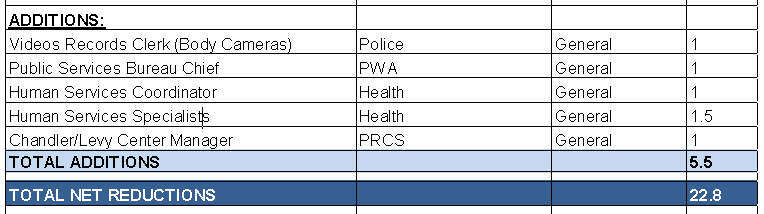 ADDITIONS:
Videos Records Clerk (Body Cameras) Police General 1
Public Services Bureau Chief PWA General 1
Human Services Coordinator Health General 1
Human Services Specialists Health General 1.5
Chandler/Levy Center Manager PRCS General 1
TOTAL ADDITIONS 5.5
TOTAL NET REDUCTIONS 22.8